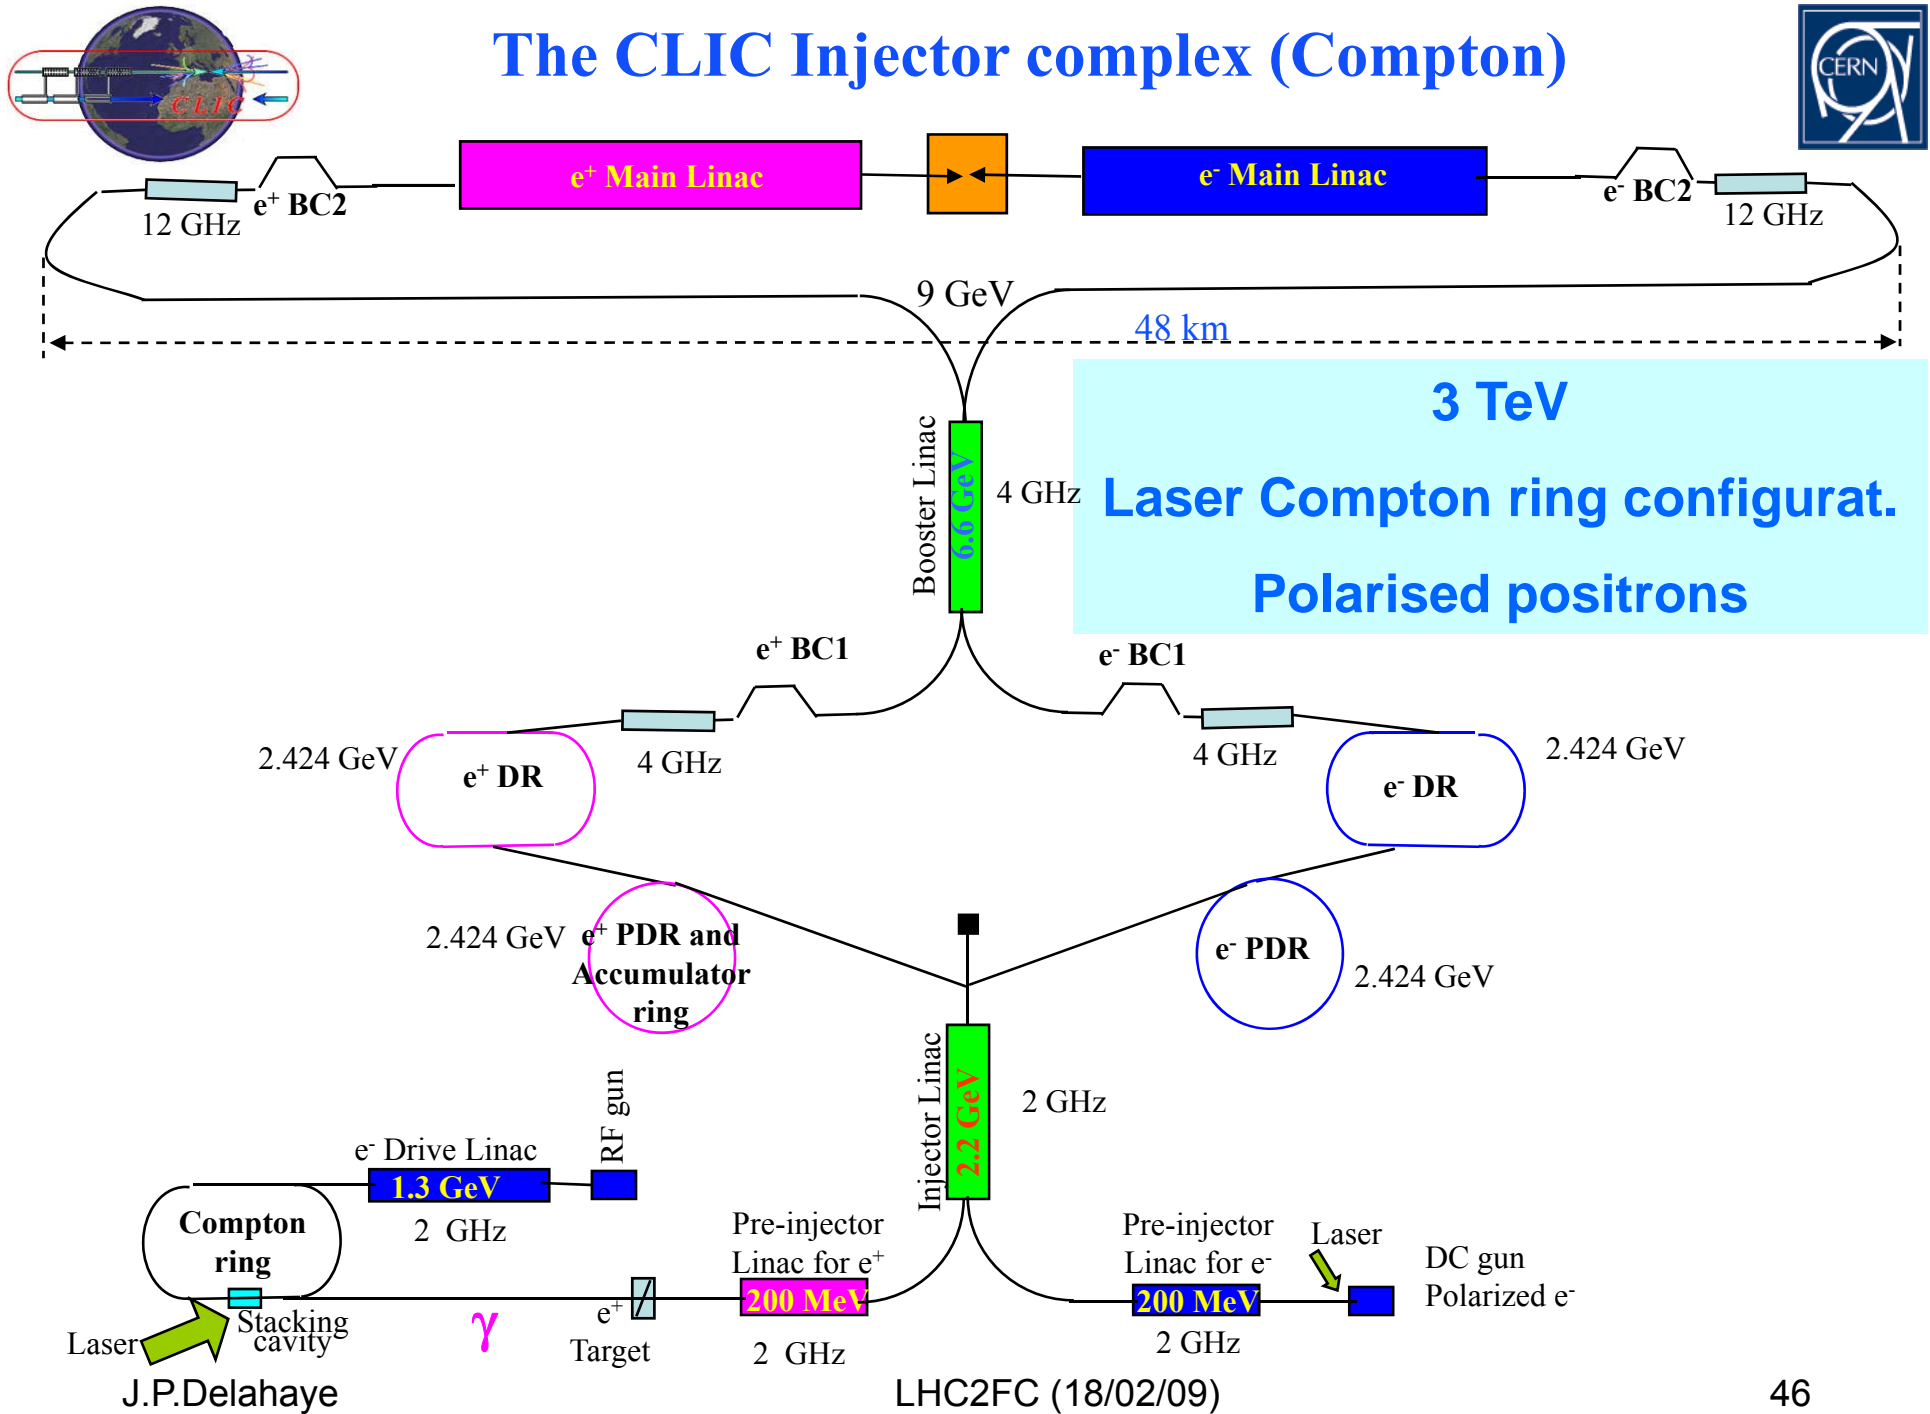 The CLIC Injector complex (Compton)
CLIC
CERN
e+ Main Linac
e- Main Linac
12 GHz
e+ BC2
e- BC2
12 GHz
9 GeV
48 km
3 TeV
Laser Compton ring configurat.
Polarised positrons
Booster Linac
6.6 GeV
4 GHz
e+ BC1
e- BC1
2.424 GeV
e+ DR
4 GHz
4 GHz
e- DR
2.424 GeV
2.424 GeV
e+ PDR and
Accumulator
ring
e- PDR
2.424 GeV
Injector Linac
2.2 GeV
2 GHz
RF gun
e- Drive Linac
1.3 GeV
2 GHz
Compton
ring
Pre-injector
Linac for e+
200 MeV
2 GHz
Pre-injector
Linac for e-
200 MeV
2 GHz
Laser
DC gun
Polarized e-
Stacking
cavity
Laser
γ
e+
Target
J.P.Delahaye
LHC2FC (18/02/09)
46